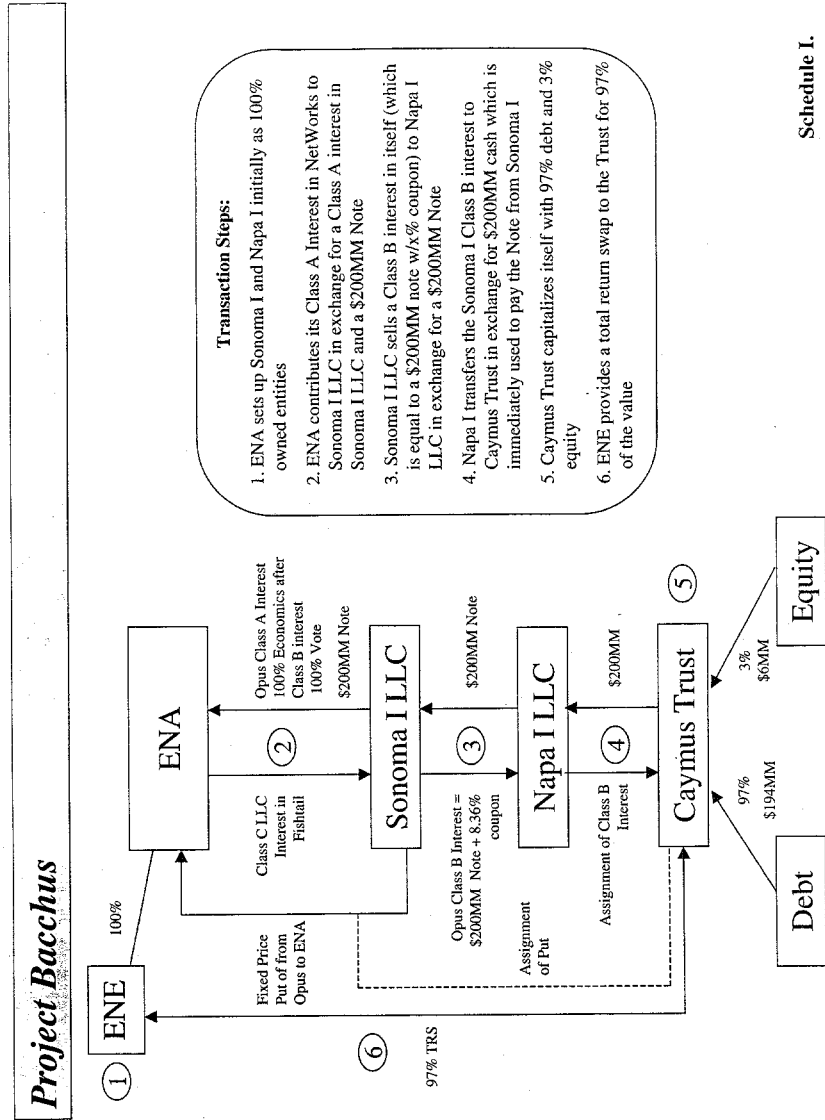 Project Bacchus
1
ENE
100%
ENA
Fixed Price
Put of from
Opus to ENA
Class C LLC
Interest in
Fishtail
2
Opus Class A Interest
100% Economics after
Class B interest
100% Vote
$200MM Note
6
97% TRS
Sonoma I LLC
Opus Class B Interest =
$200MM Note + 8.36%
coupon
3
$200MM Note
Assignment
of Put
Napa I LLC
Assignment of Class B
Interest
4
$200MM
Caymus Trust
5
97%
$194MM
3%
$6MM
Debt
Equity
Transaction Steps:
1. ENA sets up Sonoma I and Napa I initially as 100%
owned entities
2. ENA contributes its Class A Interest in NetWorks to
Sonoma I LLC in exchange for a Class A interest in
Sonoma I LLC and a $200MM Note
3. Sonoma I LLC sells a Class B interest in itself (which
is equal to a $200MM note w/x% coupon) to Napa I
LLC in exchange for a $200MM Note
4. Napa I transfers the Sonoma I Class B interest to
Caymus Trust in exchange for $200MM cash which is
immediately used to pay the Note from Sonoma I
5. Caymus Trust capitalizes itself with 97% debt and 3%
equity
6. ENE provides a total return swap to the Trust for 97%
of the value
Schedule I.